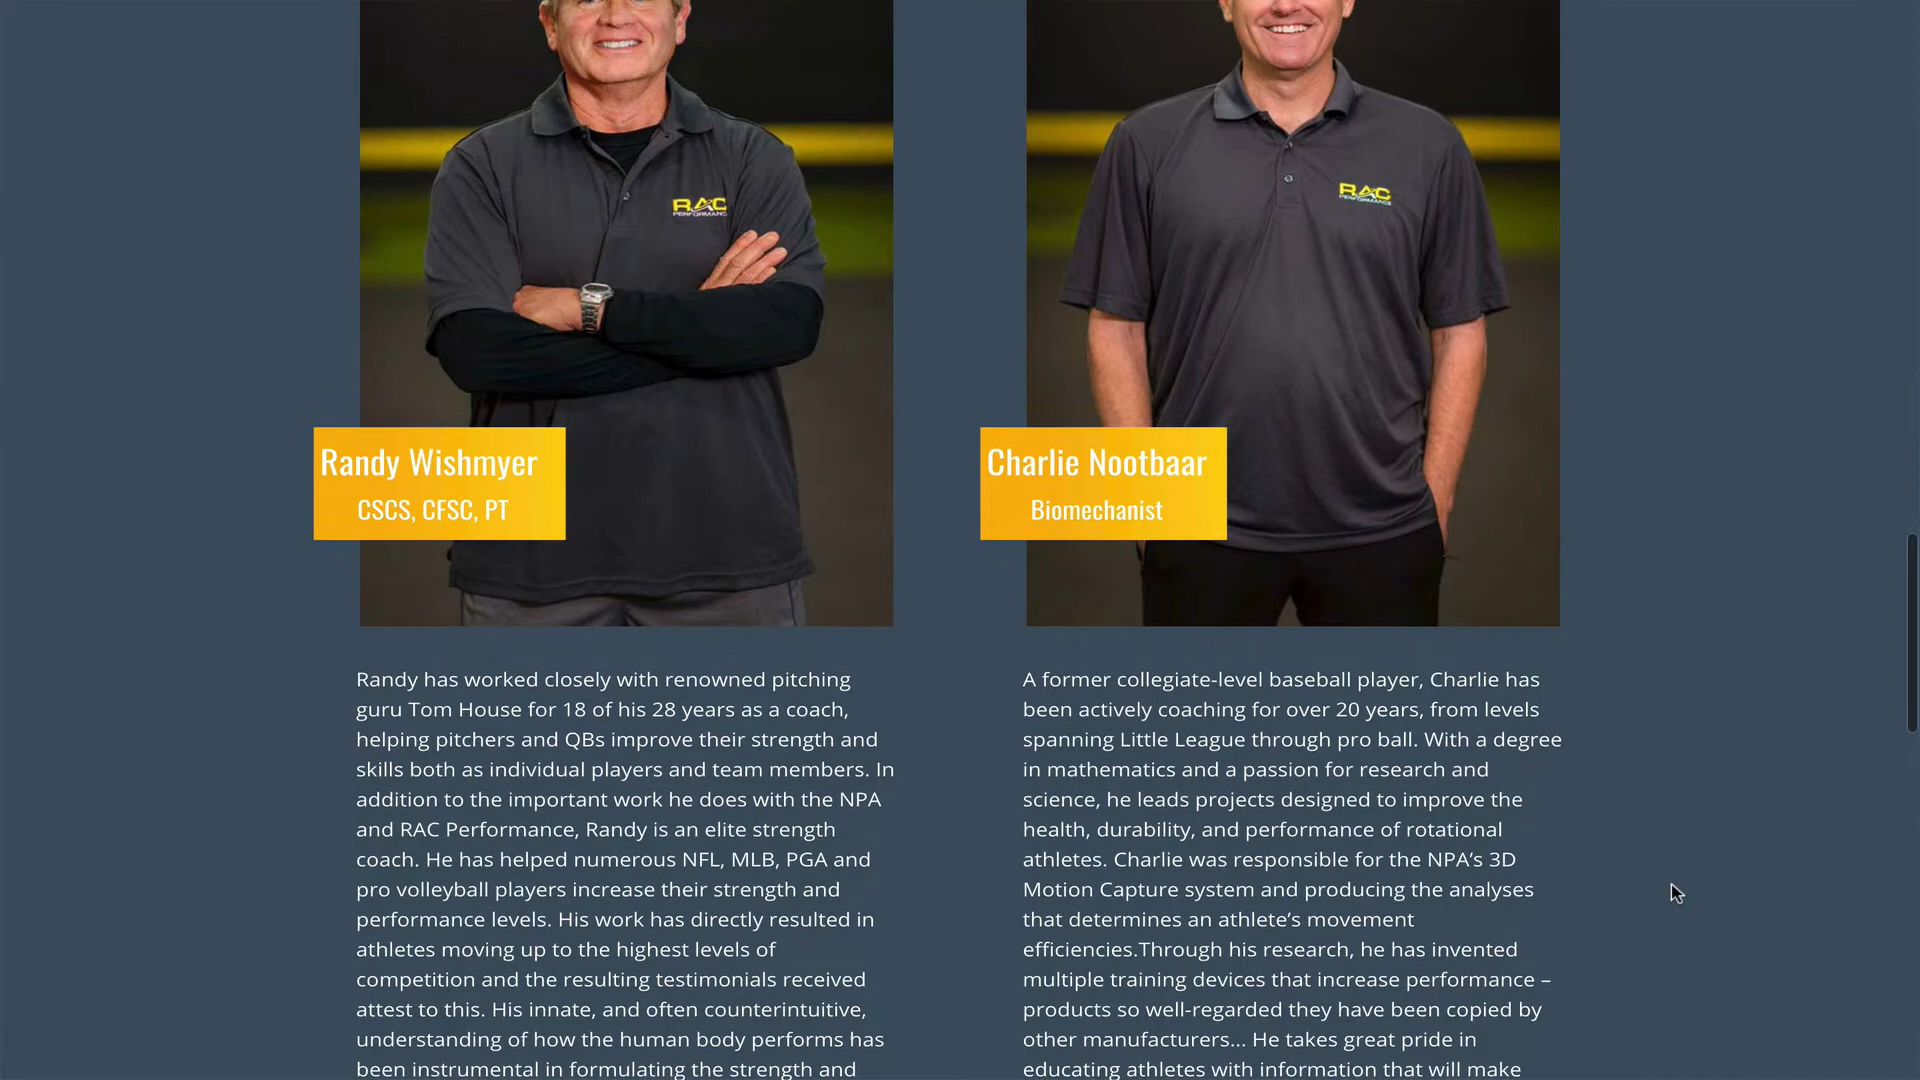 RAC
PERFORMANCE
RAC
PERFORMANCE
Randy Wishmyer
CSCS, CFSC, PT
Charlie Nootbaar
Biomechanist
Randy has worked closely with renowned pitching
guru Tom House for 18 of his 28 years as a coach,
helping pitchers and QBs improve their strength and
skills both as individual players and team members. In
addition to the important work he does with the NPA
and RAC Performance, Randy is an elite strength
coach. He has helped numerous NFL, MLB, PGA and
pro volleyball players increase their strength and
performance levels. His work has directly resulted in
athletes moving up to the highest levels of
competition and the resulting testimonials received
attest to this. His innate, and often counterintuitive,
understanding of how the human body performs has
been instrumental in formulating the strength and
A former collegiate-level baseball player, Charlie has
been actively coaching for over 20 years, from levels
spanning Little League through pro ball. With a degree
in mathematics and a passion for research and
science, he leads projects designed to improve the
health, durability, and performance of rotational
athletes. Charlie was responsible for the NPA’s 3D
Motion Capture system and producing the analyses
that determines an athlete’s movement
efficiencies.Through his research, he has invented
multiple training devices that increase performance –
products so well-regarded they have been copied by
other manufacturers... He takes great pride in
educating athletes with information that will make